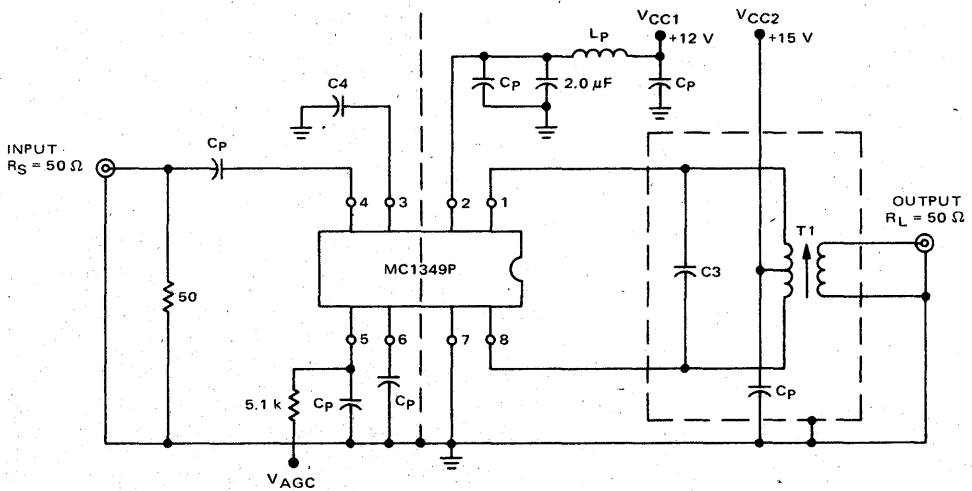 VCC1
+12 V
VCC2
+15 V
LP
CP
2.0 μF
CP
C4
INPUT
RS = 50 Ω
CP
4
3
2
1
OUTPUT
RL = 50 Ω
T1
MC1349P
C3
50
5
6
7
8
5.1 k
CP
CP
CP
VAGC